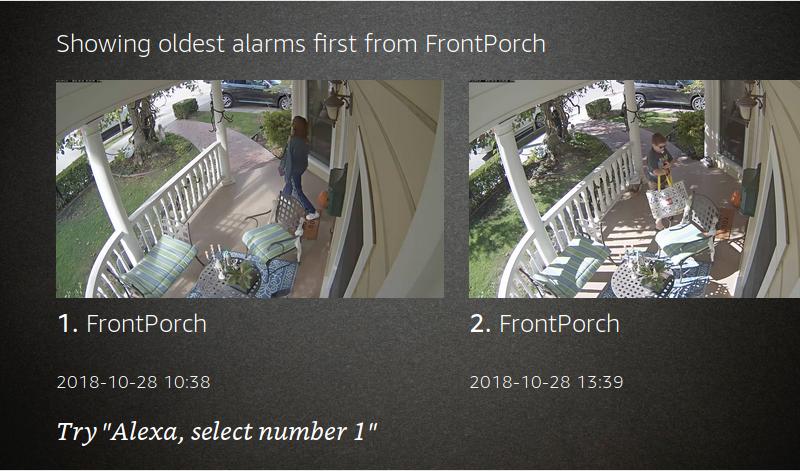 Showing oldest alarms first from FrontPorch
1. FrontPorch
2. FrontPorch
2018-10-28 10:38
2018-10-28 13:39
Try "Alexa, select number 1"